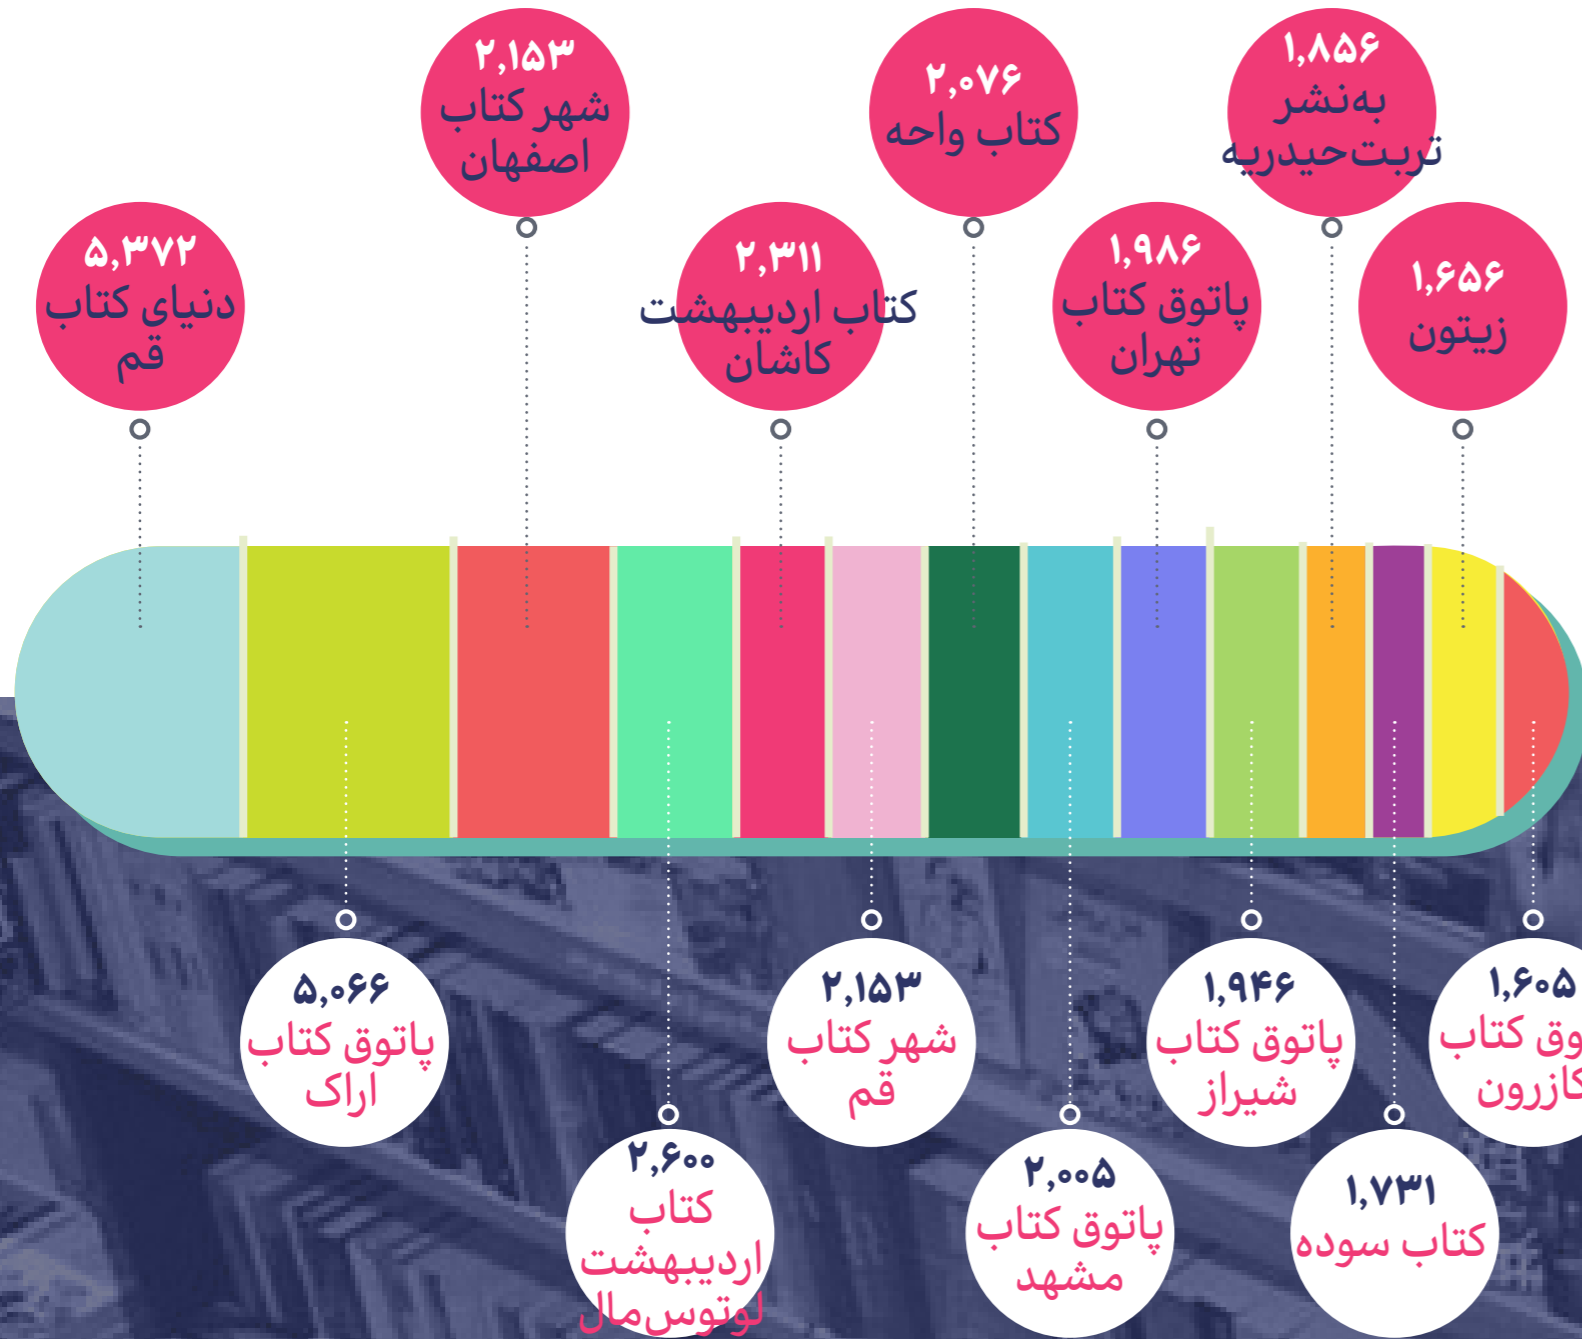 ۲,۱۵۳
شهر کتاب
اصفهان
۲,۰۷۶
کتاب واحه
۱,۸۵۶
به‌نشر
تربت‌حیدریه
۵,۳۷۲
دنیای کتاب
قم
۲,۳۱۱
کتاب اردیبهشت
کاشان
۱,۹۸۶
پاتوق کتاب
تهران
۱,۶۵۶
زیتون
۵,۰۶۶
پاتوق کتاب
اراک
۲,۱۵۳
شهر کتاب
قم
۱,۹۴۶
پاتوق کتاب
شیراز
۱,۶۰۵
کتاب
کازرون
۲,۶۰۰
کتاب
اردیبهشت
لوتوس‌مال
۲,۰۰۵
پاتوق کتاب
مشهد
۱,۷۳۱
کتاب سوده